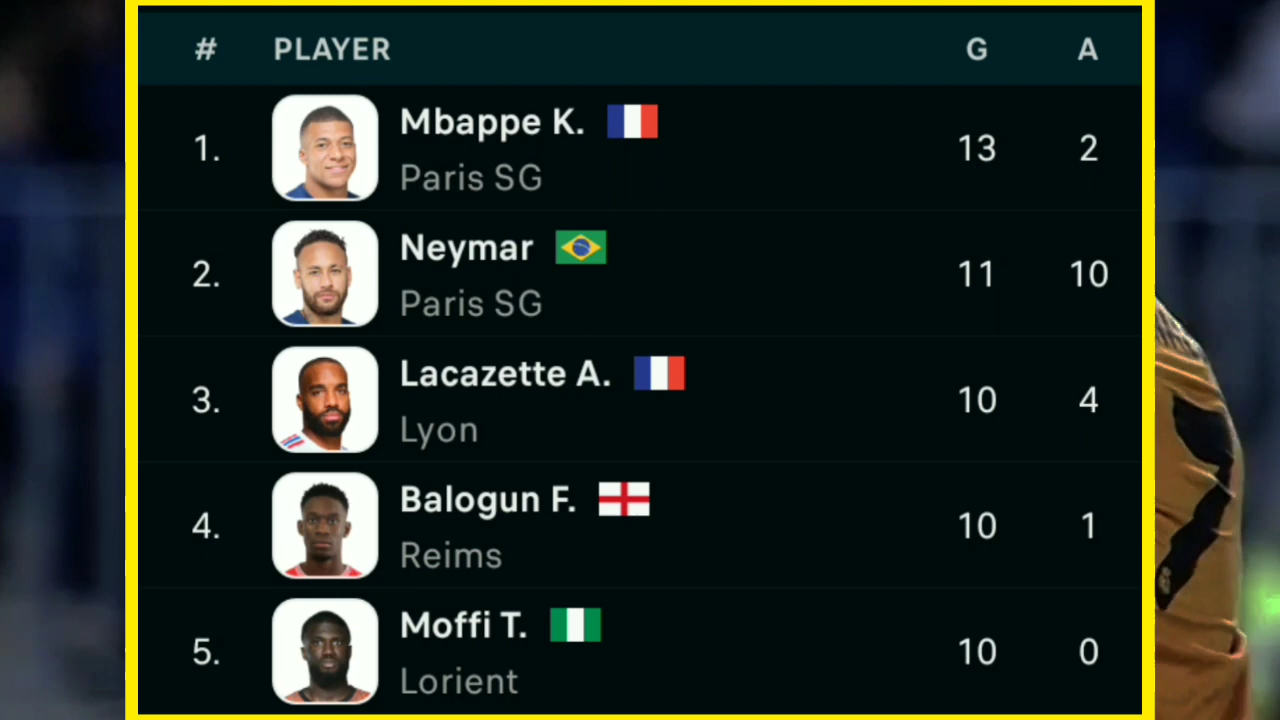 # PLAYER G A
1. Mbappe K. 13 2
Paris SG
2. Neymar 11 10
Paris SG
3. Lacazette A. 10 4
Lyon
4. Balogun F. 10 1
Reims
5. Moffi T. 10 0
Lorient